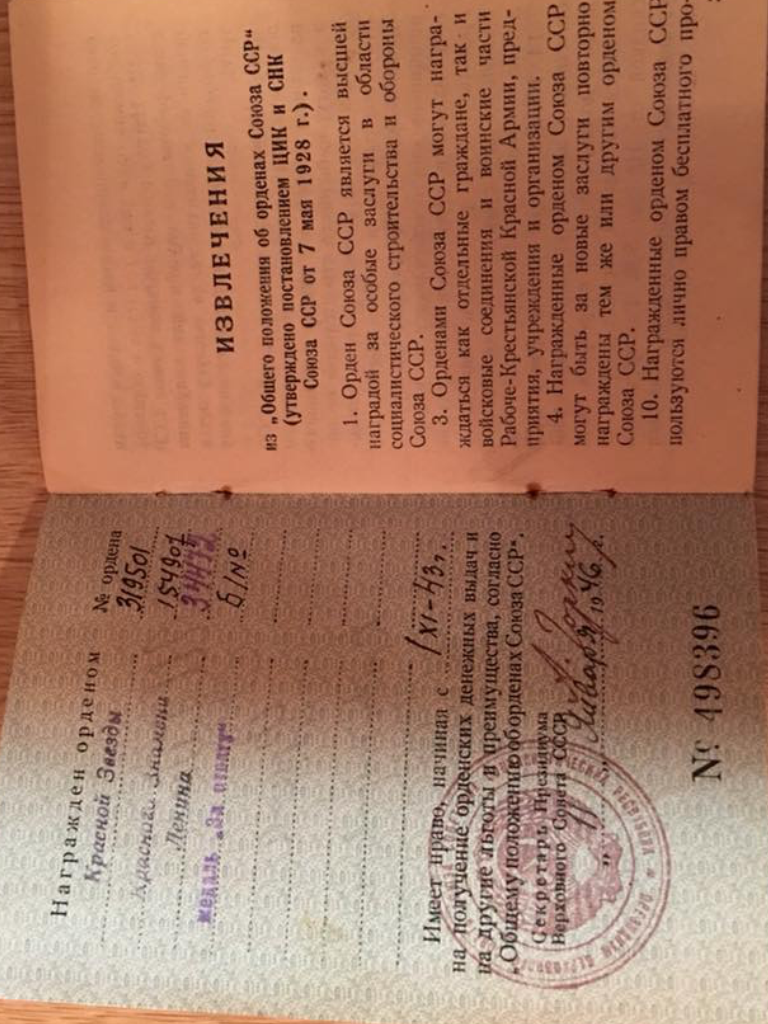 Награжден орденом № ордена
Красной Звезды 319501
Красного Знамени 154907
Ленина
медаль „За отвагу“ б/№
Имеет право, начиная с 1 XI-43 г.
на получение орденских денежных выдач и
на другие льготы и преимущества, согласно
„Общему положению об орденах Союза ССР“.
Секретарь Президиума
Верховного Совета СССР
А. Горкин
„11“ Января 1946 г.
№ 498396
ИЗВЛЕЧЕНИЯ
из „Общего положения об орденах Союза ССР“
(утверждено постановлением ЦИК и СНК
Союза ССР от 7 мая 1928 г.).
1. Орден Союза ССР является высшей
наградой за особые заслуги в области
социалистического строительства и обороны
Союза ССР.
3. Орденами Союза ССР могут награ-
ждаться как отдельные граждане, так и
войсковые соединения и воинские части
Рабоче-Крестьянской Красной Армии, пред-
приятия, учреждения и организации.
4. Награжденные орденом Союза ССР
могут быть за новые заслуги повторно
награждены тем же или другим орденом
Союза ССР.
10. Награжденные орденом Союза ССР
пользуются лично правом бесплатного про-